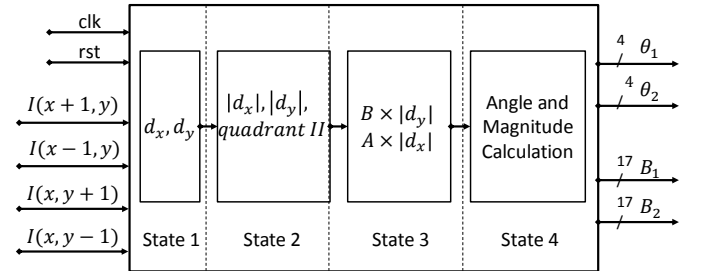 clk
rst
I(x + 1, y)
I(x − 1, y)
I(x, y + 1)
I(x, y − 1)
d_x, d_y
State 1
|d_x|, |d_y|,
quadrant II
State 2
B × |d_y|
A × |d_x|
State 3
Angle and
Magnitude
Calculation
State 4
4 θ_1
4 θ_2
17 B_1
17 B_2